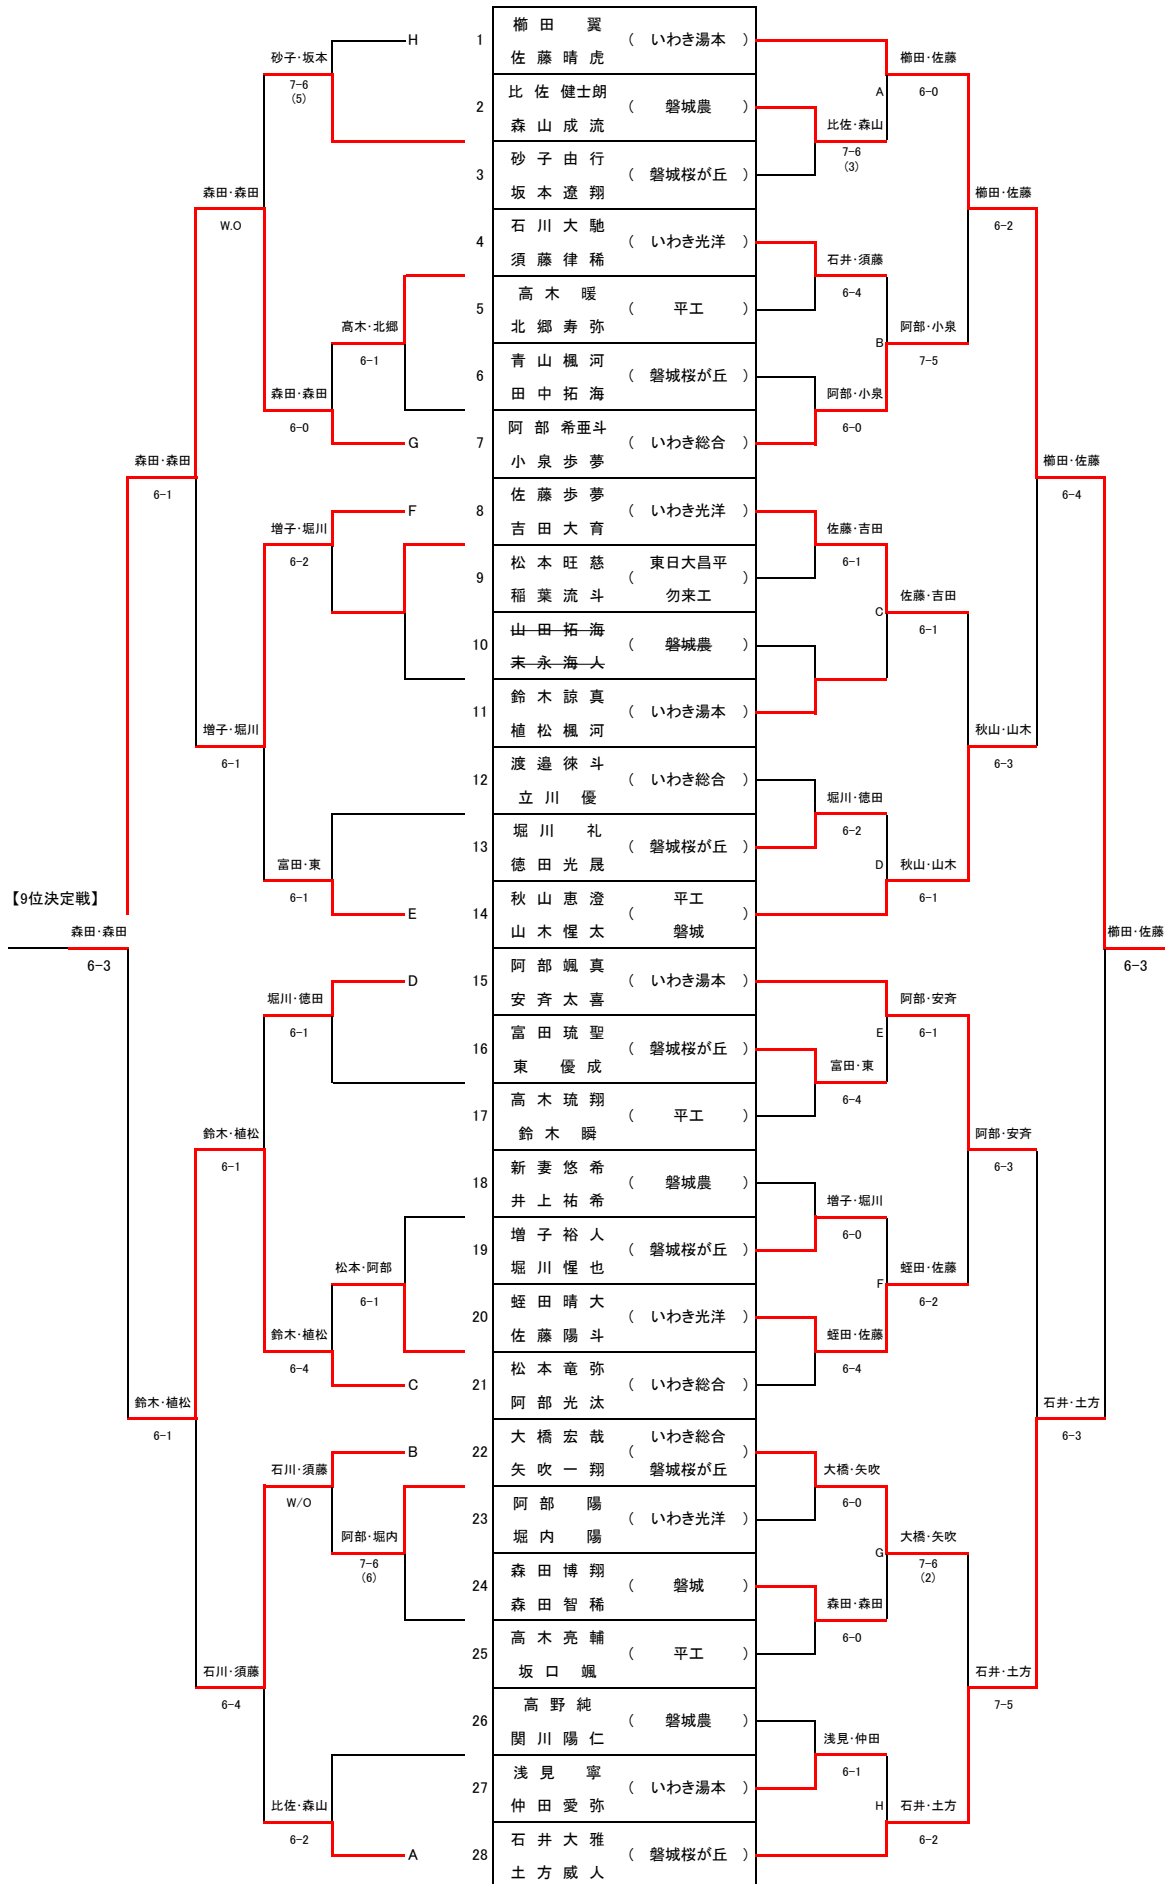 【9位決定戦】
森田・森田
6-3
森田・森田
6-1
鈴木・植松
6-1
森田・森田
W.O
増子・堀川
6-1
鈴木・植松
6-1
石川・須藤
6-4
砂子・坂本
7-6
(5)
森田・森田
6-0
増子・堀川
6-2
富田・東
6-1
堀川・徳田
6-1
鈴木・植松
6-4
石川・須藤
W/O
比佐・森山
6-2
髙木・北郷
6-1
松本・阿部
6-1
阿部・堀内
7-6
(6)
H
G
F
E
D
C
B
A
1 櫛田 翼 ( いわき湯本 )
佐藤晴虎
2 比佐健士朗 ( 磐城農 )
森山成流
3 砂子由行 ( 磐城桜が丘 )
坂本遼翔
4 石川大馳 ( いわき光洋 )
須藤律稀
5 高木 暖 ( 平工 )
北郷寿弥
6 青山楓河 ( 磐城桜が丘 )
田中拓海
7 阿部希亜斗 ( いわき総合 )
小泉歩夢
8 佐藤歩夢 ( いわき光洋 )
吉田大育
9 松本旺慈 ( 東日大昌平 )
稲葉流斗 勿来工
10 山田拓海 ( 磐城農 )
末永海人
11 鈴木諒真 ( いわき湯本 )
植松楓河
12 渡邉徠斗 ( いわき総合 )
立川 優
13 堀川 礼 ( 磐城桜が丘 )
徳田光晟
14 秋山恵澄 ( 平工 )
山木惺太 磐城
15 阿部颯真 ( いわき湯本 )
安斉太喜
16 富田琉聖 ( 磐城桜が丘 )
東 優成
17 高木琉翔 ( 平工 )
鈴木 瞬
18 新妻悠希 ( 磐城農 )
井上祐希
19 増子裕人 ( 磐城桜が丘 )
堀川惺也
20 蛭田晴大 ( いわき光洋 )
佐藤陽斗
21 松本竜弥 ( いわき総合 )
阿部光汰
22 大橋宏哉 ( いわき総合 )
矢吹一翔 磐城桜が丘
23 阿部 陽 ( いわき光洋 )
堀内 陽
24 森田博翔 ( 磐城 )
森田智稀
25 高木亮輔 ( 平工 )
坂口 颯
26 高野純 ( 磐城農 )
関川陽仁
27 浅見 寧 ( いわき湯本 )
仲田愛弥
28 石井大雅 ( 磐城桜が丘 )
土方威人
比佐・森山
7-6
(3)
石井・須藤
6-4
阿部・小泉
6-0
佐藤・吉田
6-1
堀川・徳田
6-2
富田・東
6-4
増子・堀川
6-0
蛭田・佐藤
6-4
大橋・矢吹
6-0
森田・森田
6-0
浅見・仲田
6-1
A
B
C
D
E
F
G
H
櫛田・佐藤
6-0
阿部・小泉
7-5
佐藤・吉田
6-1
秋山・山木
6-1
阿部・安斉
6-1
蛭田・佐藤
6-2
大橋・矢吹
7-6
(2)
石井・土方
6-2
櫛田・佐藤
6-2
秋山・山木
6-3
阿部・安斉
6-3
石井・土方
7-5
櫛田・佐藤
6-4
石井・土方
6-3
櫛田・佐藤
6-3